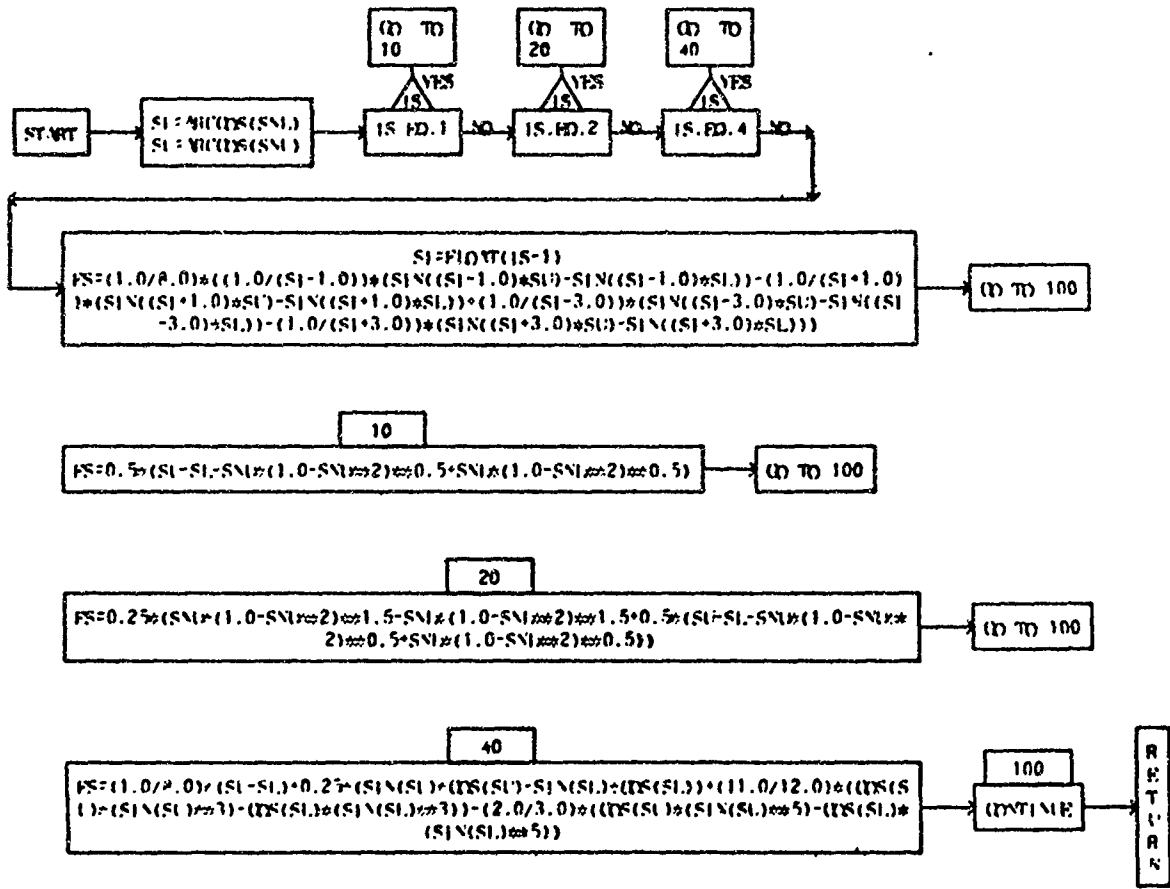 GO TO
10
GO TO
20
GO TO
40
YES
YES
YES
IS
IS
IS
START
IS.EQ.1
NO
IS.EQ.2
NO
IS.EQ.4
NO
SI=FLOAT(IS-1)
FS=(1.0/8.0)*((1.0/(SI-1.0))*(SIN((SI-1.0)*SU)-SIN((SI-1.0)*SL))-(1.0/(SI+1.0)
)*(SIN((SI+1.0)*SU)-SIN((SI+1.0)*SL))+(1.0/(SI-3.0))*(SIN((SI-3.0)*SU)-SIN((SI
-3.0)*SL))-(1.0/(SI+3.0))*(SIN((SI+3.0)*SU)-SIN((SI+3.0)*SL)))
GO TO 100
10
FS=0.5*(SU-SL-SNU*(1.0-SNU**2)**0.5+SNL*(1.0-SNL**2)**0.5)
GO TO 100
20
FS=0.25*(SNU*(1.0-SNU**2)**1.5-SNL*(1.0-SNL**2)**1.5+0.5*(SU-SL-SNU*(1.0-SNU**
2)**0.5+SNL*(1.0-SNL**2)**0.5))
GO TO 100
40
FS=(1.0/8.0)*(SU-SL)+0.25*(SIN(SU)*COS(SU)-SIN(SL)*COS(SL))+(11.0/12.0)*(COS(S
U)*(SIN(SU)**3)-COS(SL)*(SIN(SL)**3))-(2.0/3.0)*(COS(SU)*(SIN(SU)**5)-COS(SL)*
(SIN(SL)**5))
100
CONTINUE
RETURN